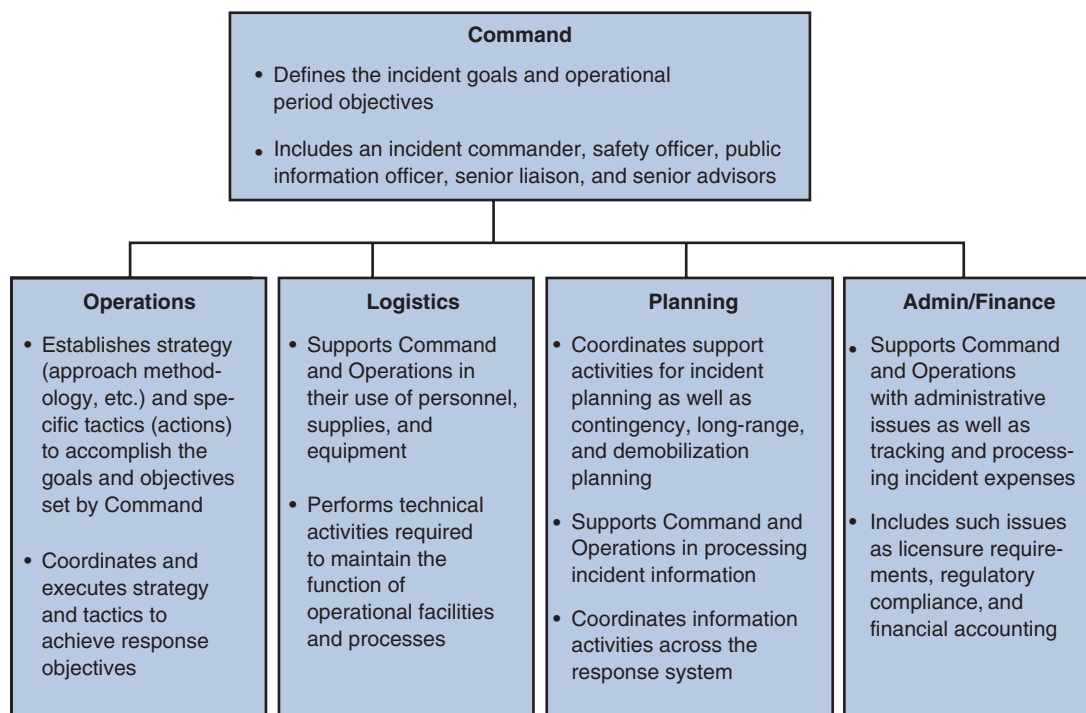 Command
• Defines the incident goals and operational
period objectives
• Includes an incident commander, safety officer, public
information officer, senior liaison, and senior advisors
Operations
• Establishes strategy
(approach method-
ology, etc.) and spe-
cific tactics (actions)
to accomplish the
goals and objectives
set by Command
• Coordinates and
executes strategy
and tactics to
achieve response
objectives
Logistics
• Supports Command
and Operations in
their use of personnel,
supplies, and
equipment
• Performs technical
activities required
to maintain the
function of
operational facilities
and processes
Planning
• Coordinates support
activities for incident
planning as well as
contingency, long-range,
and demobilization
planning
• Supports Command and
Operations in processing
incident information
• Coordinates information
activities across the
response system
Admin/Finance
• Supports Command
and Operations
with administrative
issues as well as
tracking and process-
ing incident expenses
• Includes such issues
as licensure require-
ments, regulatory
compliance, and
financial accounting